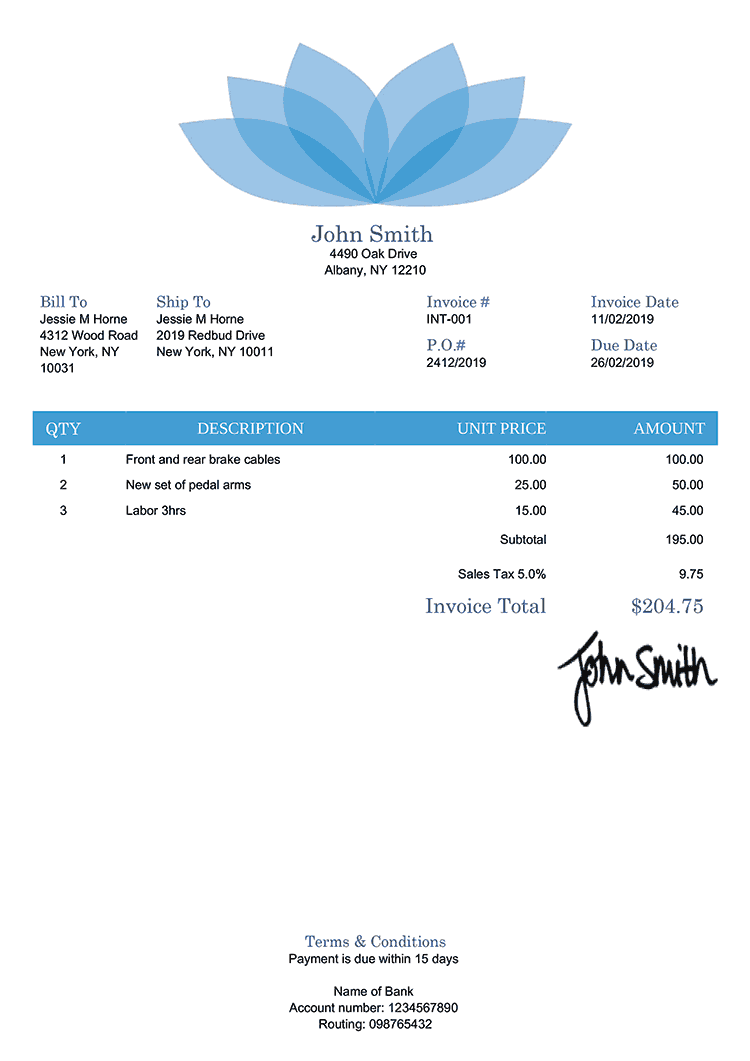 John Smith
4490 Oak Drive
Albany, NY 12210
Bill To
Jessie M Horne
4312 Wood Road
New York, NY
10031
Ship To
Jessie M Horne
2019 Redbud Drive
New York, NY 10011
Invoice #
INT-001
P.O.#
2412/2019
Invoice Date
11/02/2019
Due Date
26/02/2019
QTY DESCRIPTION UNIT PRICE AMOUNT
1 Front and rear brake cables 100.00 100.00
2 New set of pedal arms 25.00 50.00
3 Labor 3hrs 15.00 45.00
Subtotal 195.00
Sales Tax 5.0% 9.75
Invoice Total $204.75
John Smith
Terms & Conditions
Payment is due within 15 days
Name of Bank
Account number: 1234567890
Routing: 098765432